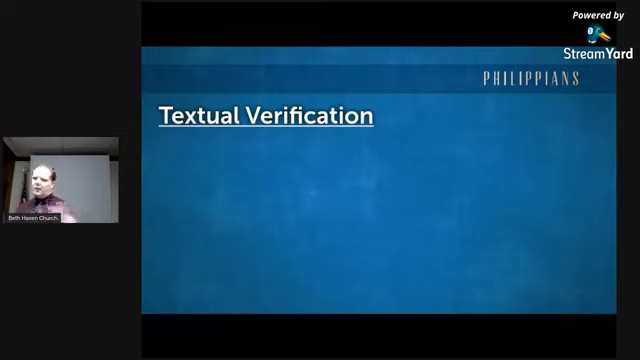 Powered by
StreamYard
PHILIPPIANS
Textual Verification
Beth Haven Church